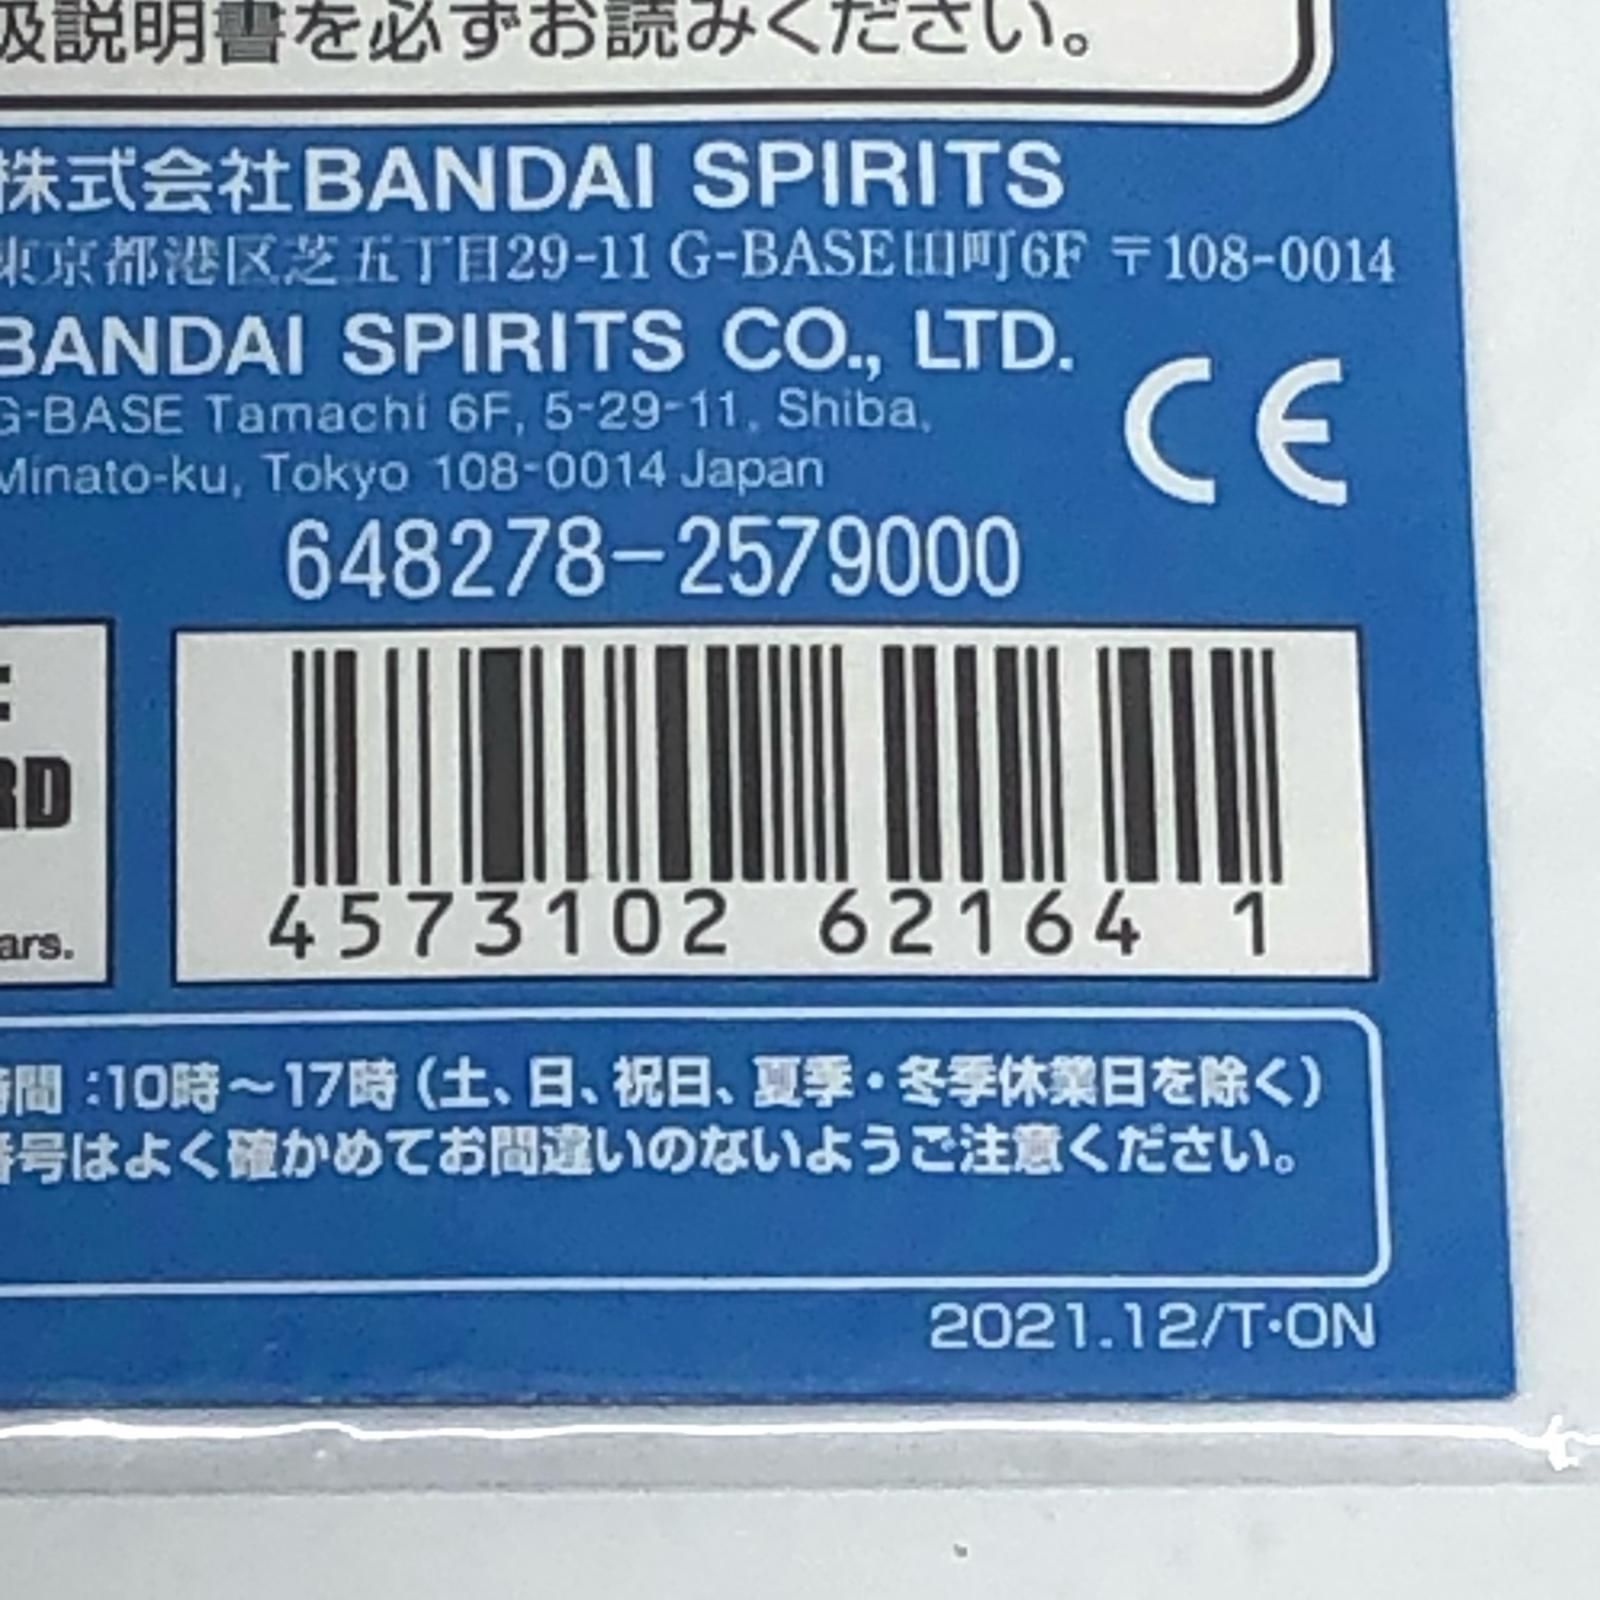 扱説明書を必ずお読みください。
株式会社BANDAI SPIRITS
東京都港区芝五丁目29-11 G-BASE田町6F 〒108-0014
BANDAI SPIRITS CO., LTD.
G-BASE Tamachi 6F, 5-29-11, Shiba,
Minato-ku, Tokyo 108-0014 Japan
CE
648278-2579000
RD
ars.
4573102 62164 1
時間:10時～17時(土、日、祝日、夏季・冬季休業日を除く)
番号はよく確かめてお間違いのないようご注意ください。
2021.12/T・ON